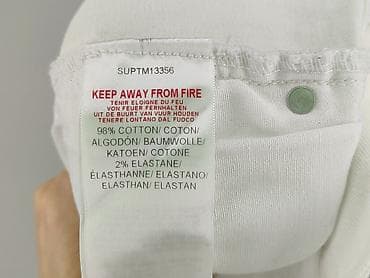 SUPTM13356
KEEP AWAY FROM FIRE
TENIR ELOIGNE DU FEU
VON FEUER FERNHALTEN
UIT DE BUURT VAN VUUR HOUDEN
TENERE LONTANO DAL FUOCO
98% COTTON/ COTON/
ALGODÓN/ BAUMWOLLE/
KATOEN/ COTONE
2% ELASTANE/
ÉLASTHANNE/ ELASTANO/
ELASTHAN/ ELASTAN